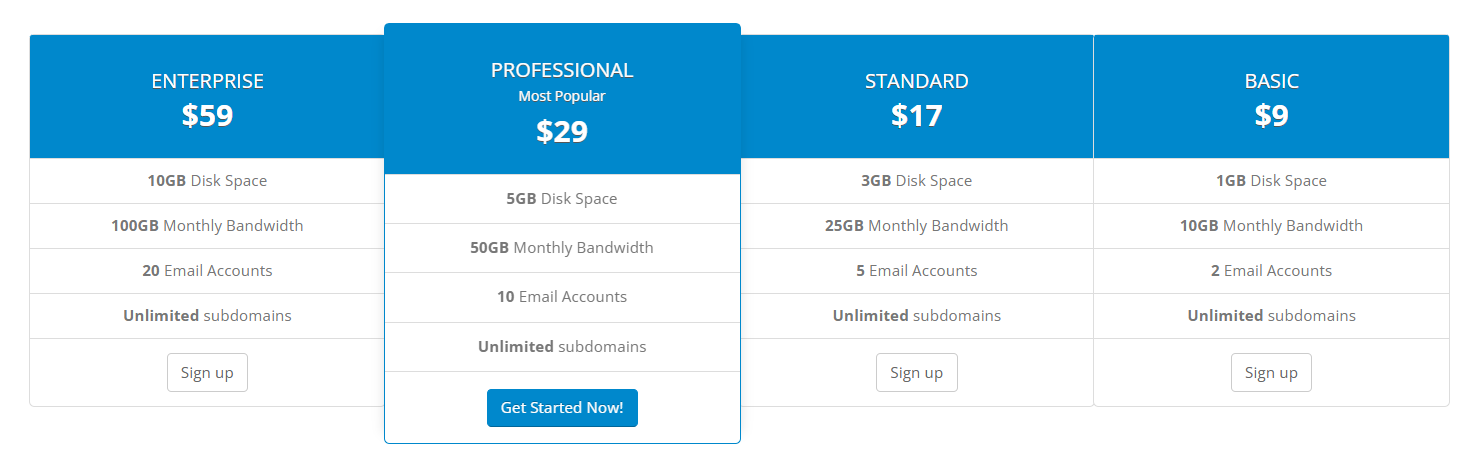 ENTERPRISE
$59
10GB Disk Space
100GB Monthly Bandwidth
20 Email Accounts
Unlimited subdomains
Sign up
PROFESSIONAL
Most Popular
$29
5GB Disk Space
50GB Monthly Bandwidth
10 Email Accounts
Unlimited subdomains
Get Started Now!
STANDARD
$17
3GB Disk Space
25GB Monthly Bandwidth
5 Email Accounts
Unlimited subdomains
Sign up
BASIC
$9
1GB Disk Space
10GB Monthly Bandwidth
2 Email Accounts
Unlimited subdomains
Sign up